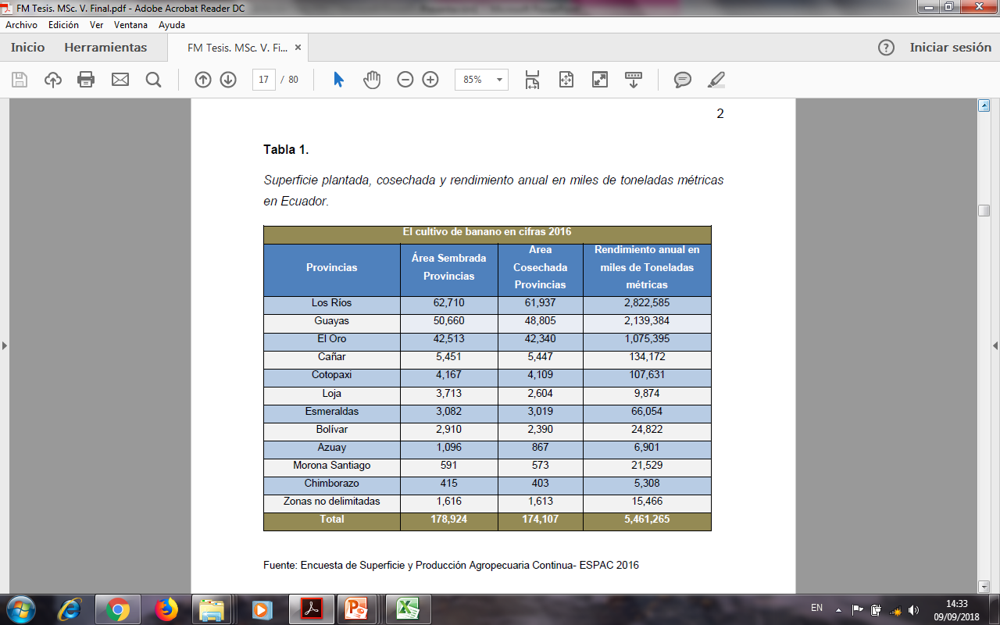 FM Tesis. MSc. V. Final.pdf - Adobe Acrobat Reader DC
Archivo Edición Ver Ventana Ayuda
Inicio Herramientas FM Tesis. MSc. V. Fi... × ? Iniciar sesión
17 / 80 85%
2
Tabla 1.
Superficie plantada, cosechada y rendimiento anual en miles de toneladas métricas
en Ecuador.
El cultivo de banano en cifras 2016
Provincias Área Sembrada Provincias Area Cosechada Provincias Rendimiento anual en miles de Toneladas métricas
Los Ríos 62,710 61,937 2,822,585
Guayas 50,660 48,805 2,139,384
El Oro 42,513 42,340 1,075,395
Cañar 5,451 5,447 134,172
Cotopaxi 4,167 4,109 107,631
Loja 3,713 2,604 9,874
Esmeraldas 3,082 3,019 66,054
Bolívar 2,910 2,390 24,822
Azuay 1,096 867 6,901
Morona Santiago 591 573 21,529
Chimborazo 415 403 5,308
Zonas no delimitadas 1,616 1,613 15,466
Total 178,924 174,107 5,461,265
Fuente: Encuesta de Superficie y Producción Agropecuaria Continua- ESPAC 2016
EN 14:33
09/09/2018